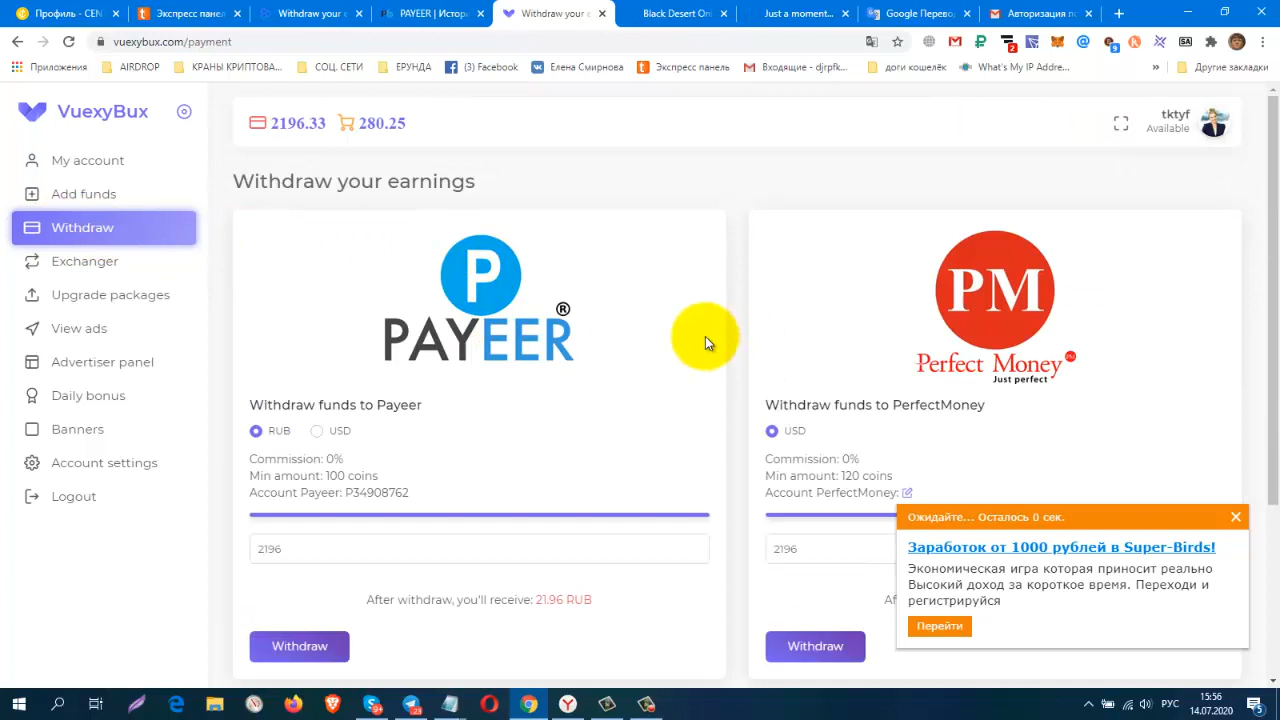 Профиль - CEN
Экспресс панел
Withdraw your e
PAYEER | Истор
Withdraw your e
Black Desert Onl
Just a moment...
Google Перево
Авторизация по
vuexybux.com/payment
2
9
Приложения
AIRDROP
КРАНЫ КРИПТОВА...
СОЦ. СЕТИ
ЕРУНДА
(3) Facebook
Елена Смирнова
Экспресс панель
Входящие - djrpfk...
доги кошелёк
What's My IP Addre...
»
Другие закладки
VuexyBux
2196.33 280.25
tktyf
Available
My account
Add funds
Withdraw
Exchanger
Upgrade packages
View ads
Advertiser panel
Daily bonus
Banners
Account settings
Logout
Withdraw your earnings
P
PAYEER ®
Withdraw funds to Payeer
RUB USD
Commission: 0%
Min amount: 100 coins
Account Payeer: P34908762
2196
After withdraw, you'll receive: 21.96 RUB
Withdraw
PM
Perfect Money PM
Just perfect
Withdraw funds to PerfectMoney
USD
Commission: 0%
Min amount: 120 coins
Account PerfectMoney:
2196
Af
Withdraw
Ожидайте... Осталось 0 сек.
Заработок от 1000 рублей в Super-Birds!
Экономическая игра которая приносит реально
Высокий доход за короткое время. Переходи и
регистрируйся
Перейти
РУС
15:56
14.07.2020